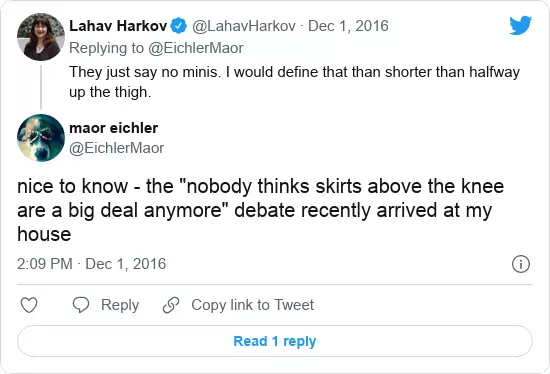 Lahav Harkov @LahavHarkov · Dec 1, 2016
Replying to @EichlerMaor
They just say no minis. I would define that than shorter than halfway
up the thigh.
maor eichler
@EichlerMaor
nice to know - the "nobody thinks skirts above the knee
are a big deal anymore" debate recently arrived at my
house
2:09 PM · Dec 1, 2016
Reply Copy link to Tweet
Read 1 reply